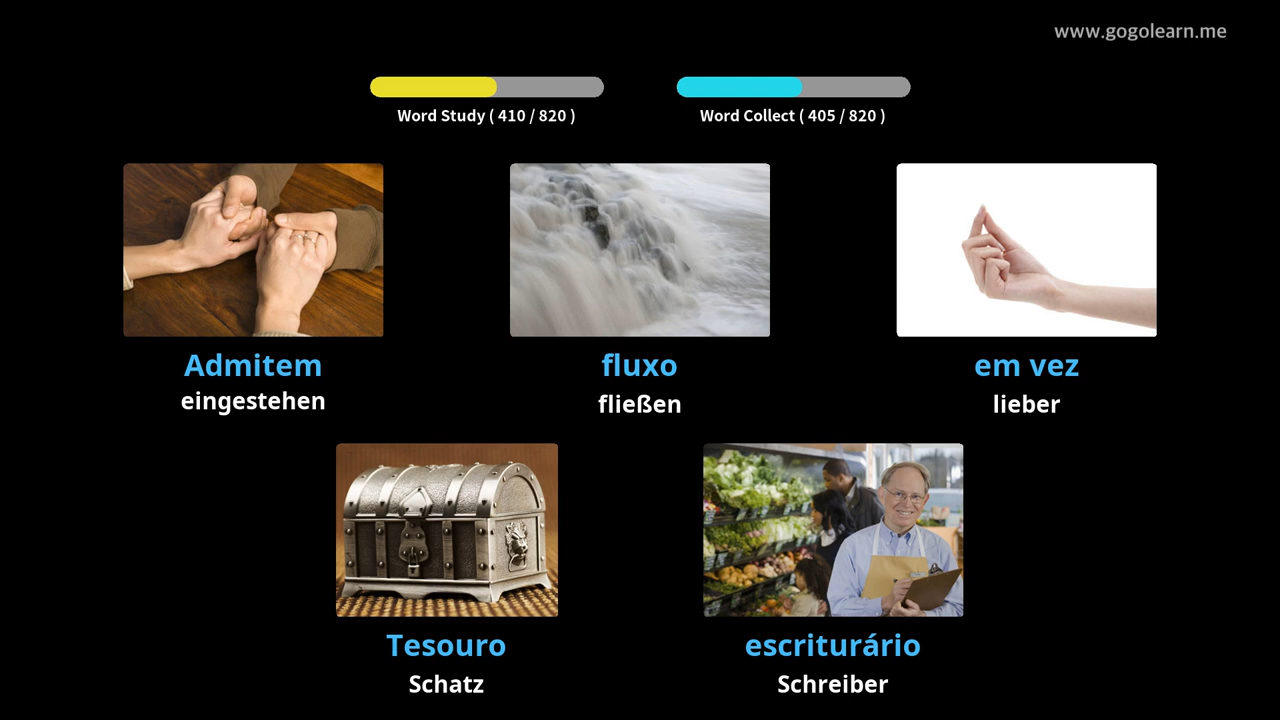 www.gogolearn.me
Word Study ( 410 / 820 )
Word Collect ( 405 / 820 )
Admitem
eingestehen
fluxo
fließen
em vez
lieber
Tesouro
Schatz
escriturário
Schreiber